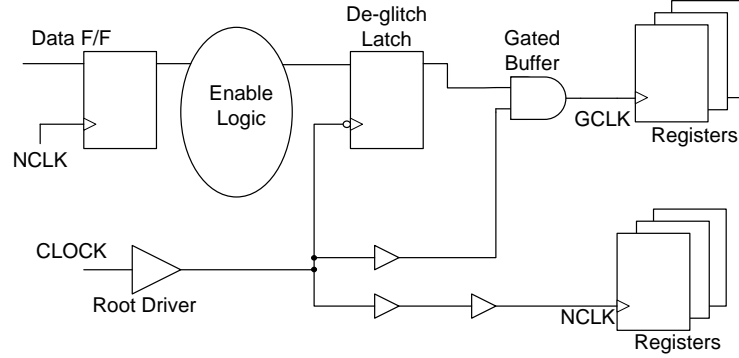 Data F/F
De-glitch
Latch
Gated
Buffer
Enable
Logic
NCLK
GCLK
Registers
CLOCK
Root Driver
NCLK
Registers